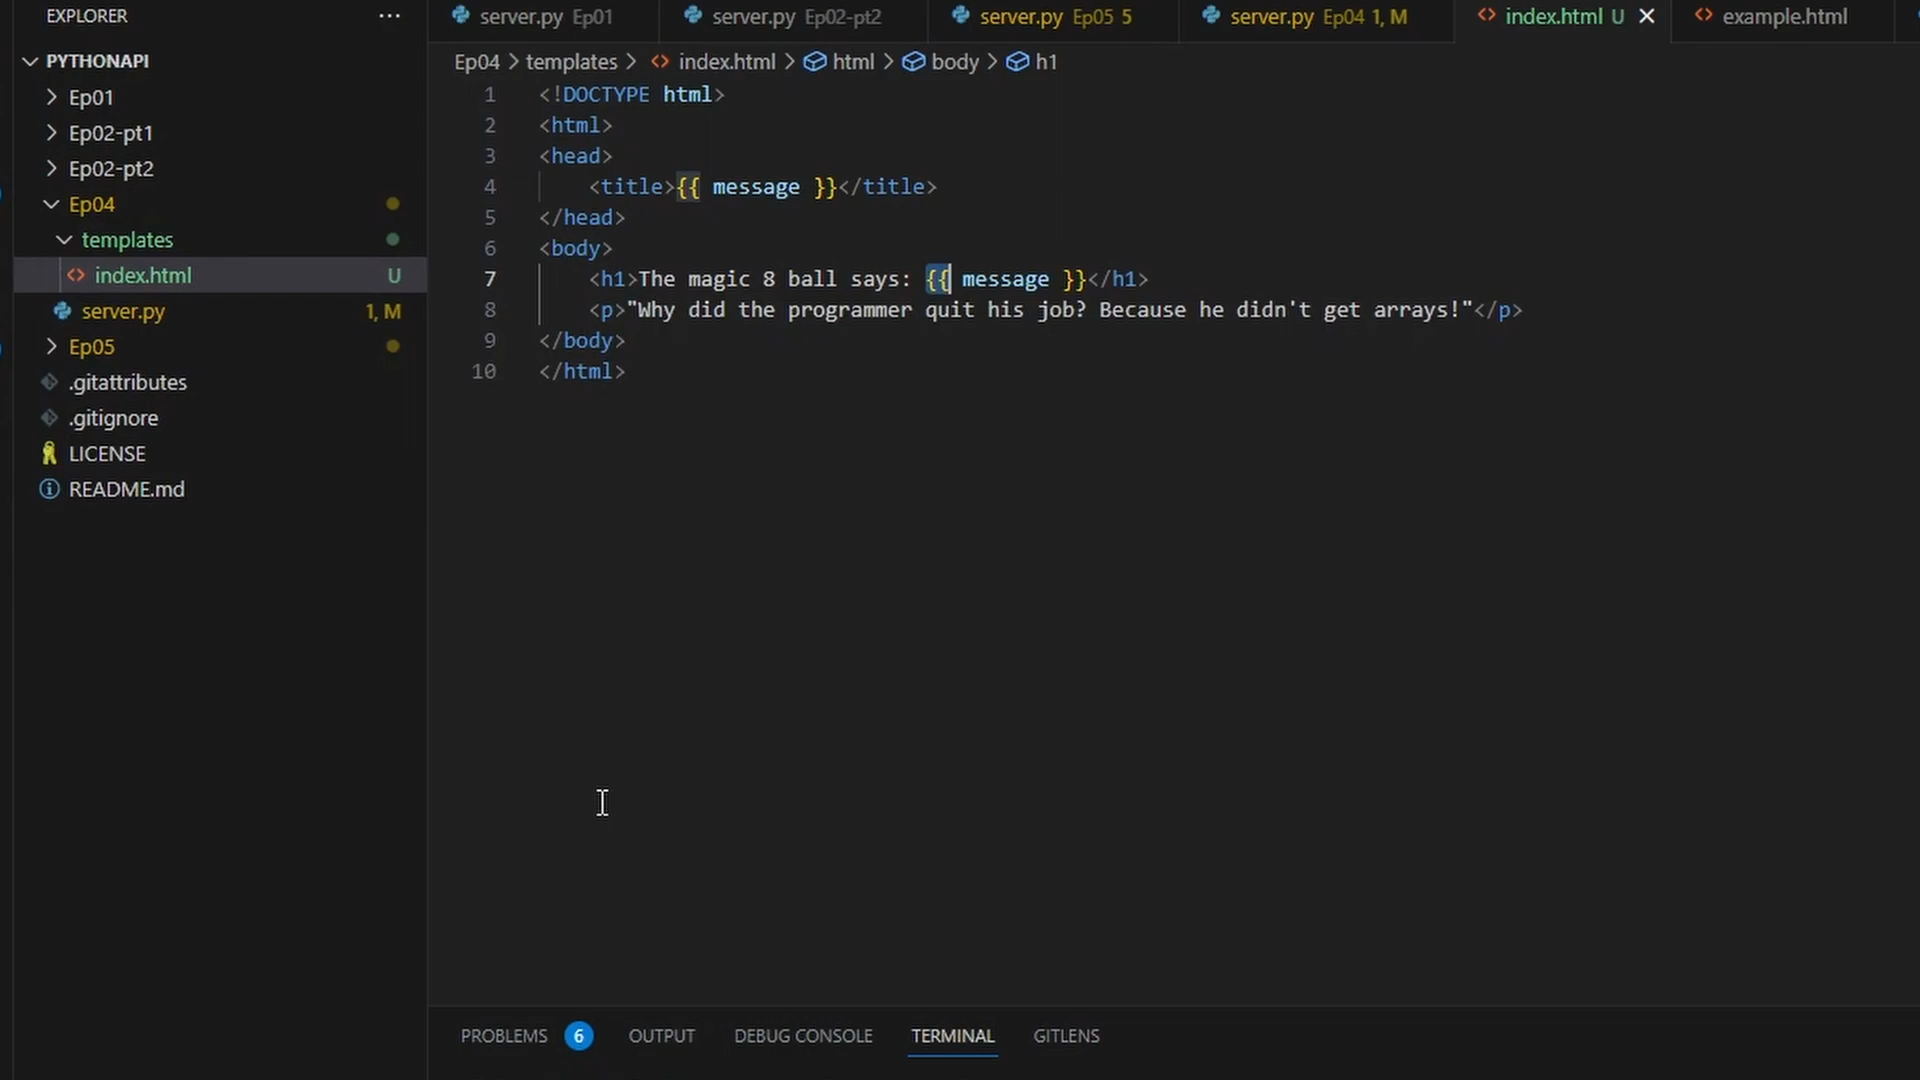 EXPLORER
PYTHONAPI
Ep01
Ep02-pt1
Ep02-pt2
Ep04
templates
index.html U
server.py 1, M
Ep05
.gitattributes
.gitignore
LICENSE
README.md
server.py Ep01
server.py Ep02-pt2
server.py Ep05 5
server.py Ep04 1, M
index.html U
example.html
Ep04 > templates > index.html > html > body > h1
1 <!DOCTYPE html>
2 <html>
3 <head>
4 <title>{{ message }}</title>
5 </head>
6 <body>
7 <h1>The magic 8 ball says: {{ message }}</h1>
8 <p>"Why did the programmer quit his job? Because he didn't get arrays!"</p>
9 </body>
10 </html>
PROBLEMS 6 OUTPUT DEBUG CONSOLE TERMINAL GITLENS